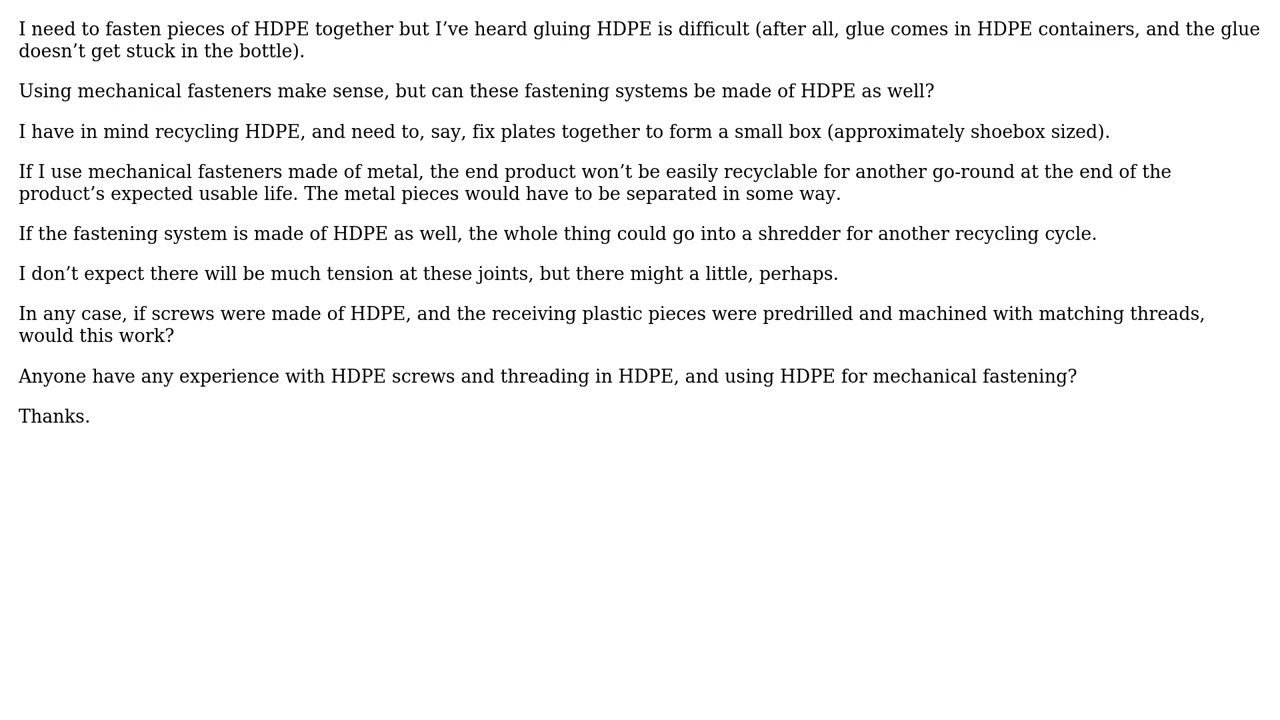 I need to fasten pieces of HDPE together but I’ve heard gluing HDPE is difficult (after all, glue comes in HDPE containers, and the glue
doesn’t get stuck in the bottle).
Using mechanical fasteners make sense, but can these fastening systems be made of HDPE as well?
I have in mind recycling HDPE, and need to, say, fix plates together to form a small box (approximately shoebox sized).
If I use mechanical fasteners made of metal, the end product won’t be easily recyclable for another go-round at the end of the
product’s expected usable life. The metal pieces would have to be separated in some way.
If the fastening system is made of HDPE as well, the whole thing could go into a shredder for another recycling cycle.
I don’t expect there will be much tension at these joints, but there might a little, perhaps.
In any case, if screws were made of HDPE, and the receiving plastic pieces were predrilled and machined with matching threads,
would this work?
Anyone have any experience with HDPE screws and threading in HDPE, and using HDPE for mechanical fastening?
Thanks.